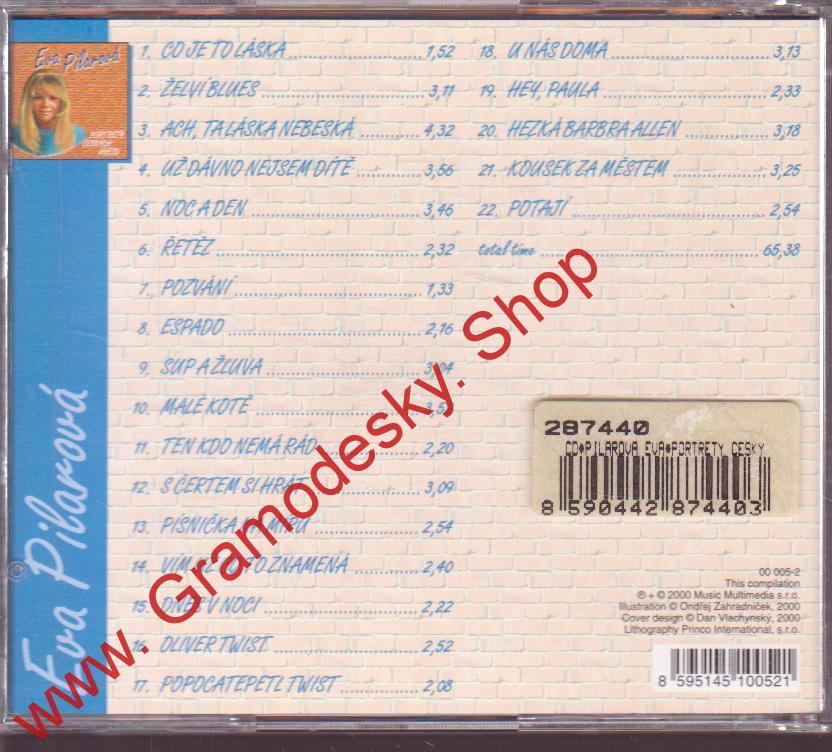 Eva Pilarová
1. CO JE TO LÁSKA 1,52
2. ŽELVÍ BLUES 3,11
3. ACH, TA LÁSKA NEBESKÁ 4,32
4. UŽ DÁVNO NEJSEM DÍTĚ 3,56
5. NOC A DEN 3,46
6. ŘETĚZ 2,32
7. POZVÁNÍ 1,33
8. ESPADO 2,16
9. SUP A ŽLUVA 3,04
10. MALÉ KOTĚ
11. TEN KDO NEMÁ RÁD 2,20
12. S ČERTEM SI HRÁT 3,09
13. PÍSNIČKA 2,54
14. TO ZNAMENÁ 2,40
15. DNES V NOCI 2,22
16. OLIVER TWIST 2,52
17. POPOCATEPETL TWIST 2,08
18. U NÁS DOMA 3,13
19. HEY, PAULA 2,33
20. HEZKÁ BARBRA ALLEN 3,18
21. KOUSEK ZA MĚSTEM 3,25
22. POTAJÍ 2,54
total time 65,38
Eva Pilarová
287440
CD*PILAROVA EVA*PORTRETY CESKY
8 590442 874403
00 005-2
This compilation
℗ + © 2000 Music Multimedia s.r.o.
Illustration © Ondřej Zahradníček, 2000
Cover design © Dan Vlachynský, 2000
Lithography Princo International, s.r.o.
8 595145 100521
www. Gramodesky. Shop